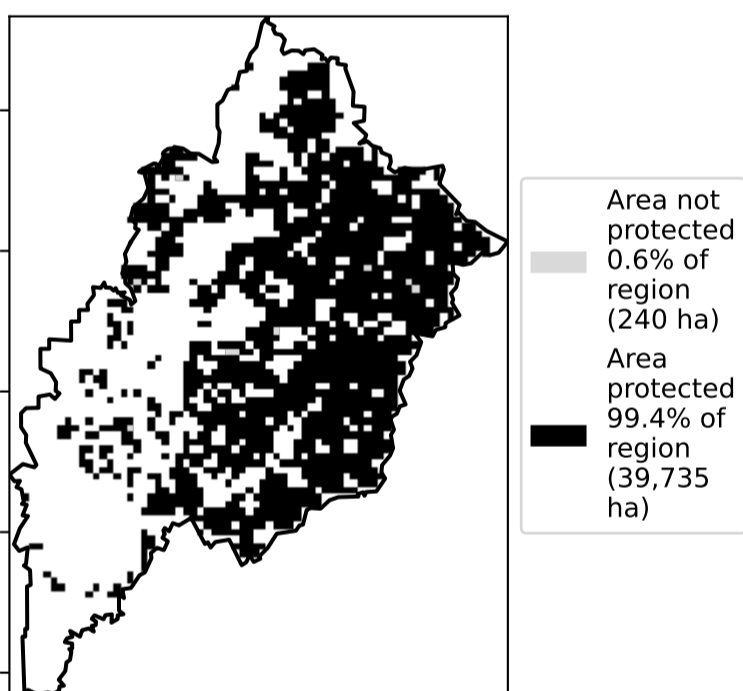 Area not
protected
0.6% of
region
(240 ha)
Area
protected
99.4% of
region
(39,735
ha)